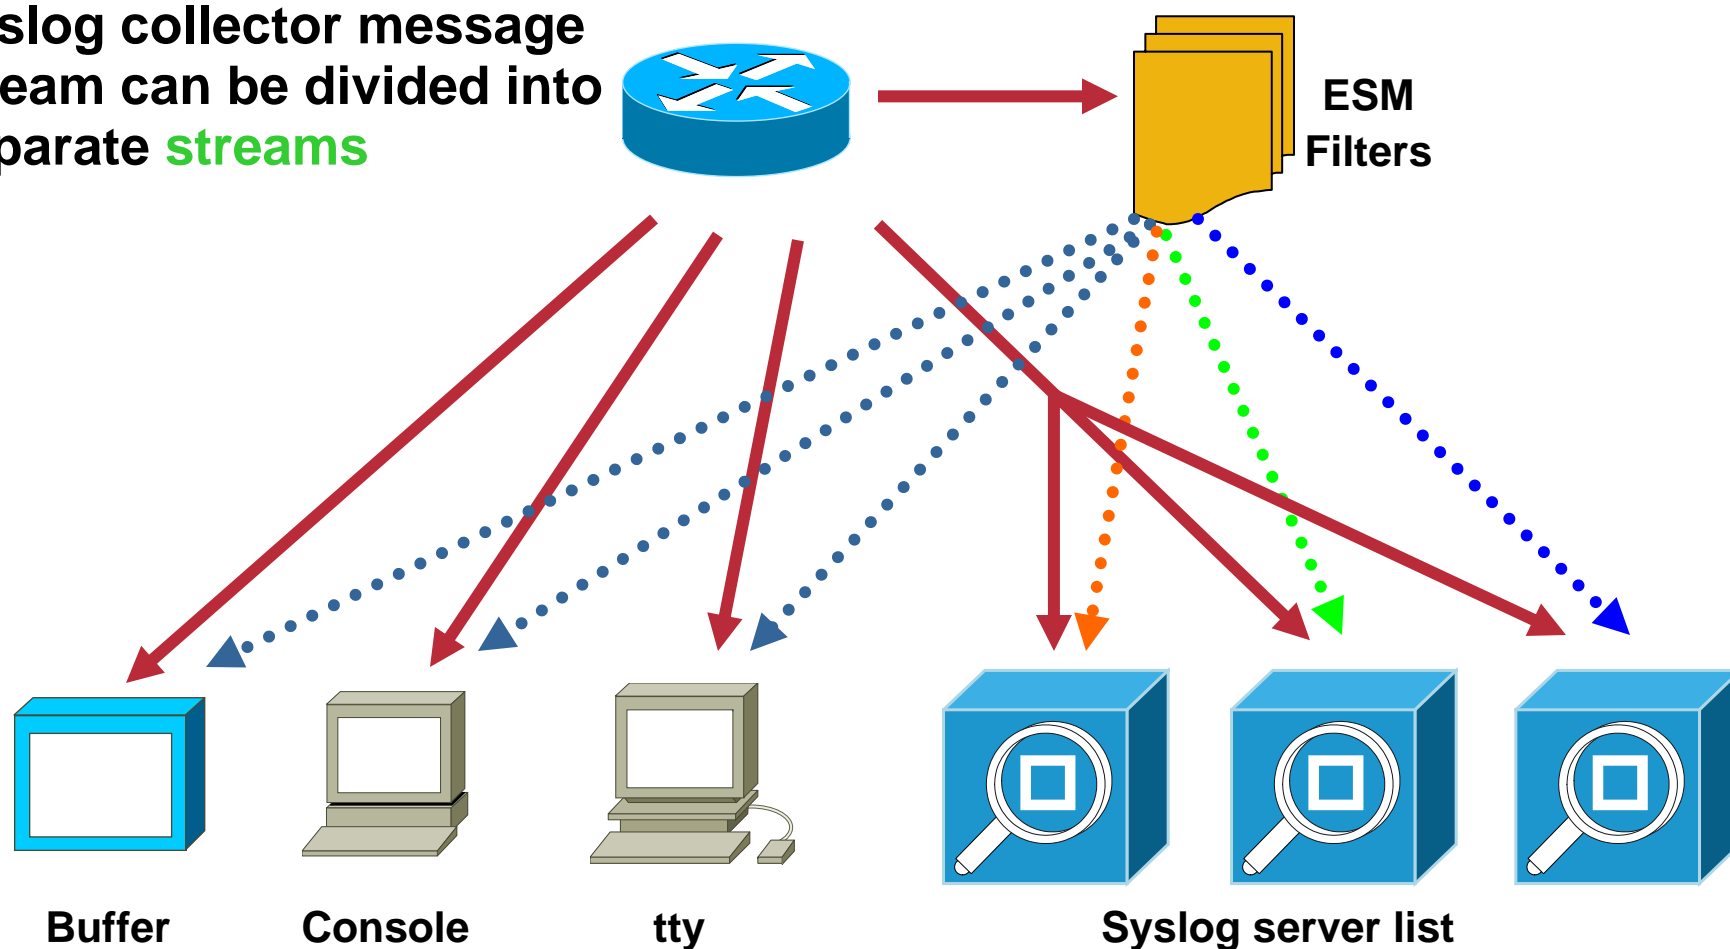 slog collector message
eam can be divided into
parate streams
ESM
Filters
Buffer
Console
tty
Syslog server list